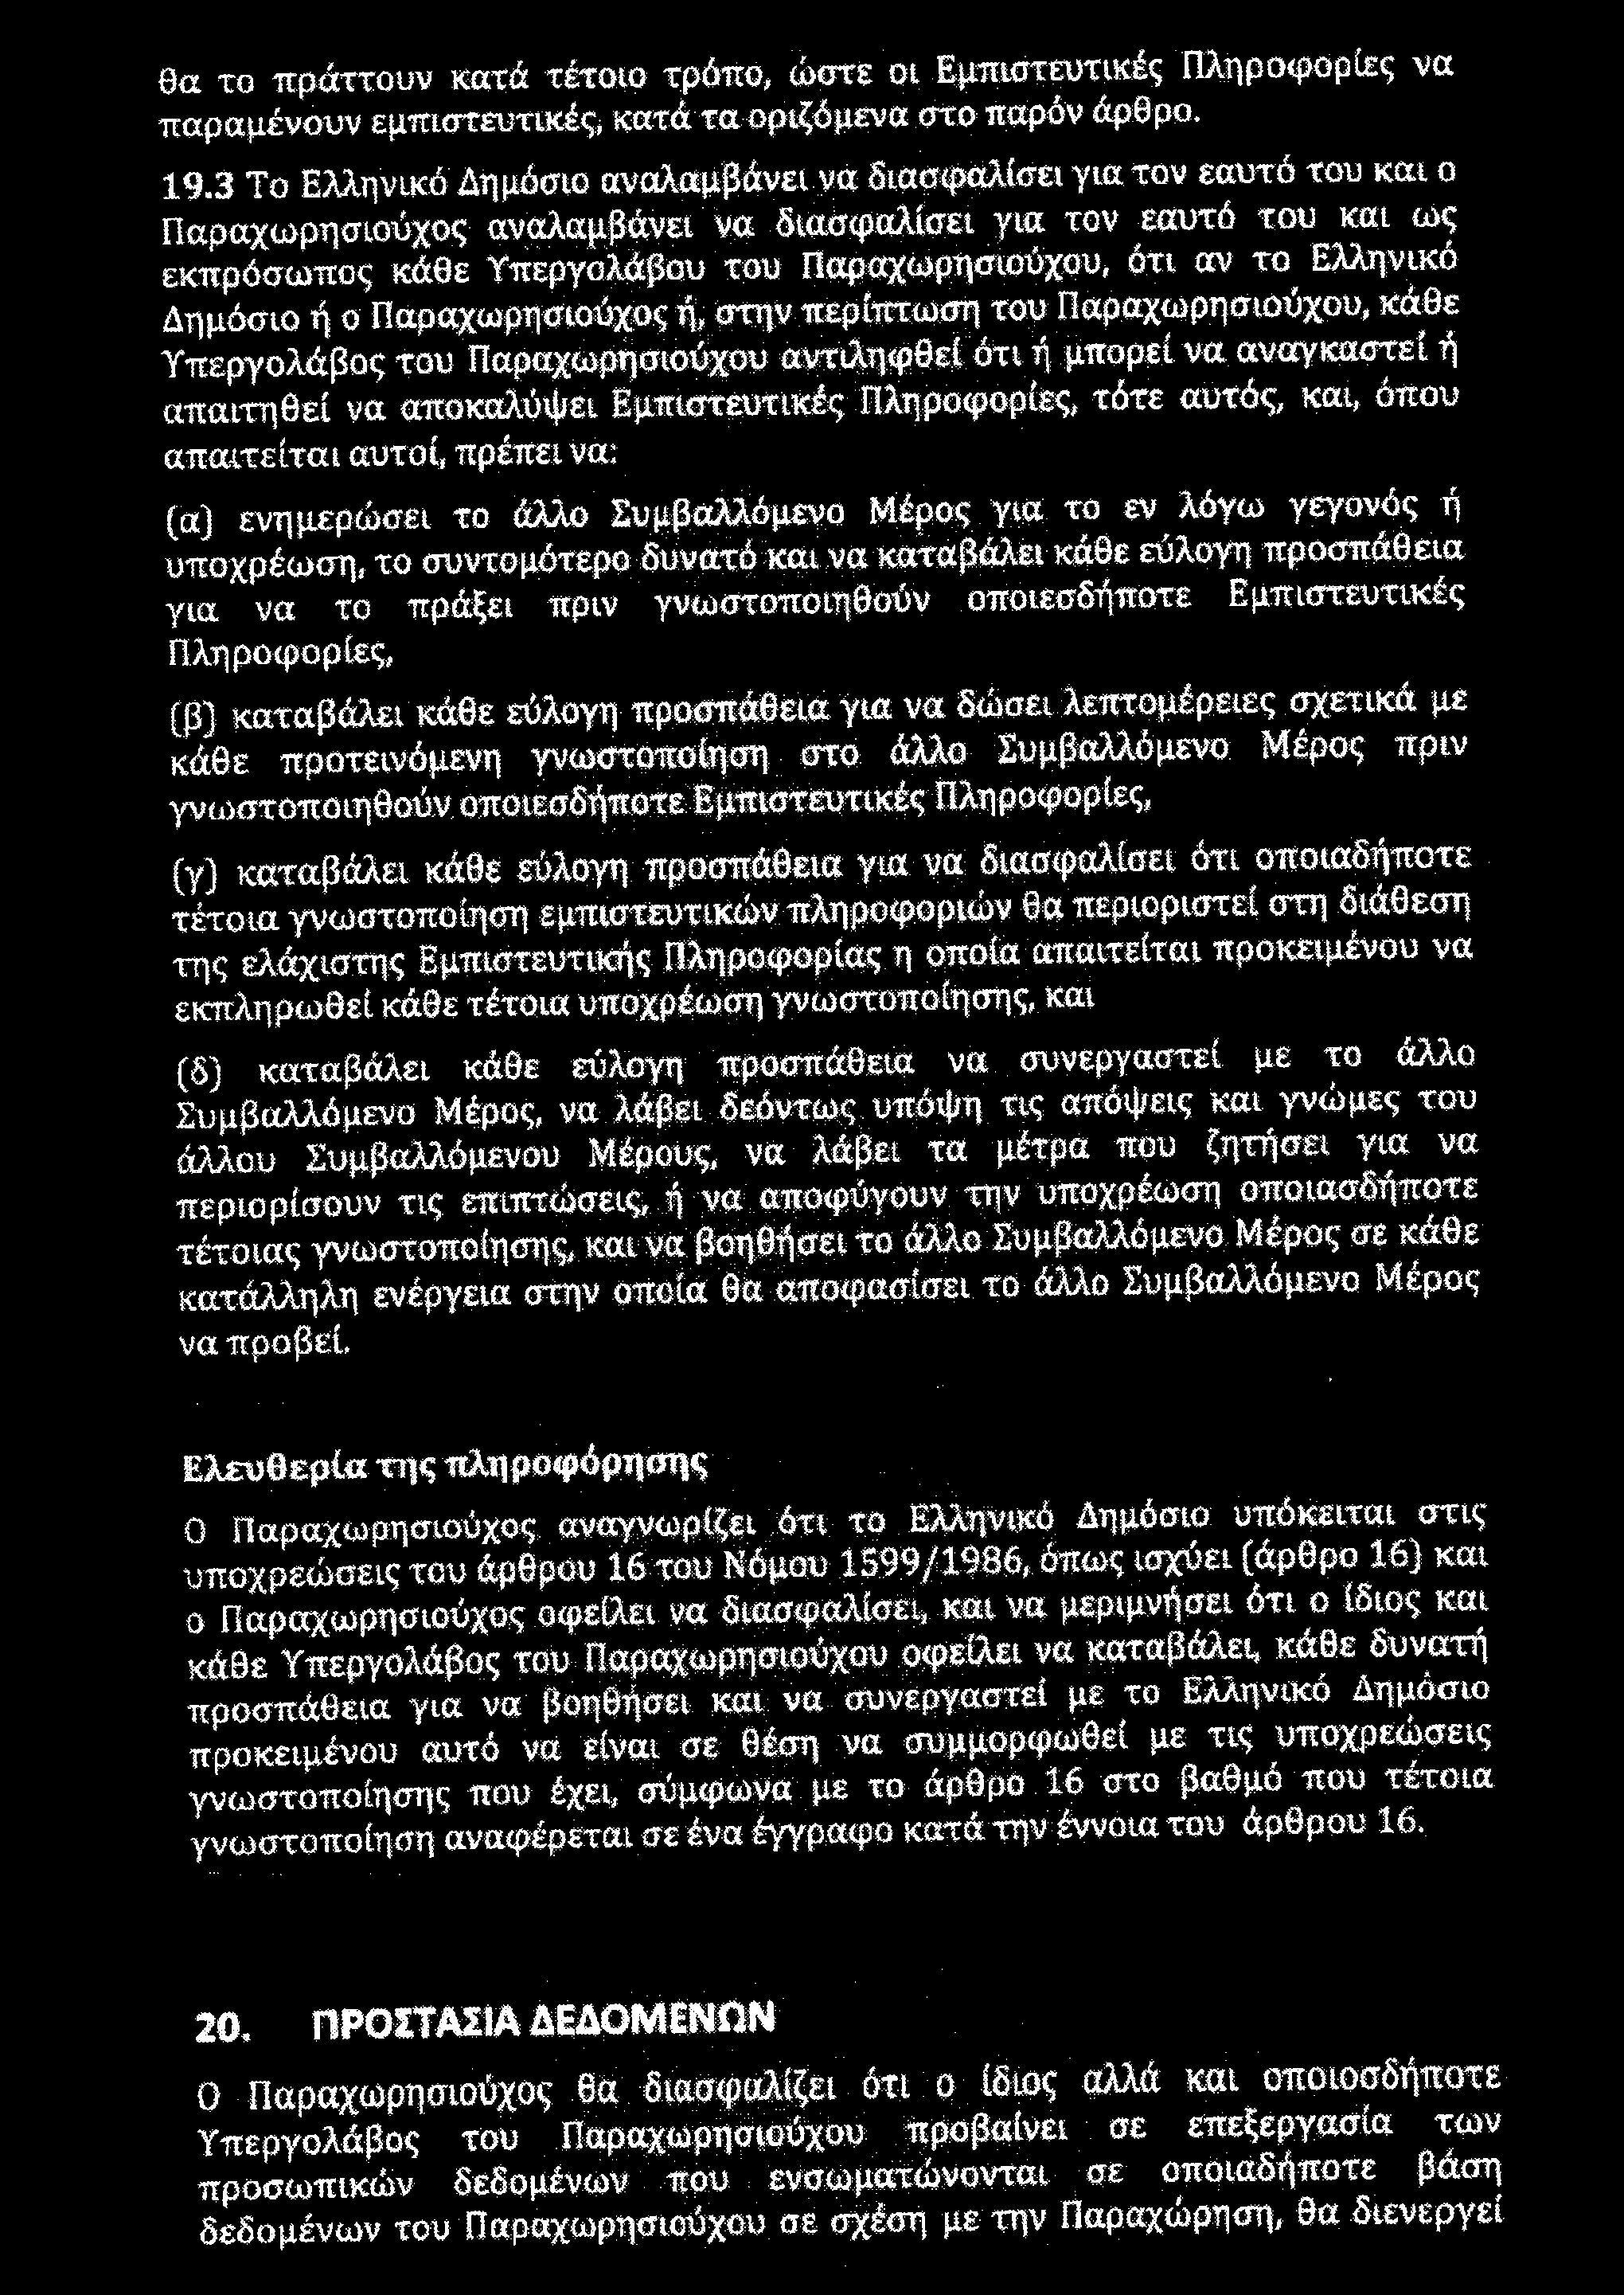 θα το πράττουν κατά τέτοιο τρόπο, ώστε οι Εμπιστευτικές Πληροφορίες να
παραμένουν εμπιστευτικές, κατά τα οριζόμενα στο παρόν άρθρο.
19.3 Το Ελληνικό Δημόσιο αναλαμβάνει να διασφαλίσει για τον εαυτό του και ο
Παραχωρησιούχος αναλαμβάνει να διασφαλίσει για τον εαυτό του και ως
εκπρόσωπος κάθε Υπεργολάβου του Παραχωρησιούχου, ότι αν το Ελληνικό
Δημόσιο ή ο Παραχωρησιούχος ή, στην περίπτωση του Παραχωρησιούχου, κάθε
Υπεργολάβος του Παραχωρησιούχου αντιληφθεί ότι ή μπορεί να αναγκαστεί ή
απαιτηθεί να αποκαλύψει Εμπιστευτικές Πληροφορίες, τότε αυτός, και, όπου
απαιτείται αυτοί, πρέπει να:
(α) ενημερώσει το άλλο Συμβαλλόμενο Μέρος για το εν λόγω γεγονός ή
υποχρέωση, το συντομότερο δυνατό και να καταβάλει κάθε εύλογη προσπάθεια
για να το πράξει πριν γνωστοποιηθούν οποιεσδήποτε Εμπιστευτικές
Πληροφορίες,
(β) καταβάλει κάθε εύλογη προσπάθεια για να δώσει λεπτομέρειες σχετικά με
κάθε προτεινόμενη γνωστοποίηση στο άλλο Συμβαλλόμενο Μέρος πριν
γνωστοποιηθούν οποιεσδήποτε Εμπιστευτικές Πληροφορίες,
(γ) καταβάλει κάθε εύλογη προσπάθεια για να διασφαλίσει ότι οποιαδήποτε
τέτοια γνωστοποίηση εμπιστευτικών πληροφοριών θα περιοριστεί στη διάθεση
της ελάχιστης Εμπιστευτικής Πληροφορίας η οποία απαιτείται προκειμένου να
εκπληρωθεί κάθε τέτοια υποχρέωση γνωστοποίησης, και
(δ) καταβάλει κάθε εύλογη προσπάθεια να συνεργαστεί με το άλλο
Συμβαλλόμενο Μέρος, να λάβει δεόντως υπόψη τις απόψεις και γνώμες του
άλλου Συμβαλλόμενου Μέρους, να λάβει τα μέτρα που ζητήσει για να
περιορίσουν τις επιπτώσεις, ή να αποφύγουν την υποχρέωση οποιασδήποτε
τέτοιας γνωστοποίησης, και να βοηθήσει το άλλο Συμβαλλόμενο Μέρος σε κάθε
κατάλληλη ενέργεια στην οποία θα αποφασίσει το άλλο Συμβαλλόμενο Μέρος
να προβεί.
Ελευθερία της πληροφόρησης
Ο Παραχωρησιούχος αναγνωρίζει ότι το Ελληνικό Δημόσιο υπόκειται στις
υποχρεώσεις του άρθρου 16 του Νόμου 1599/1986, όπως ισχύει (άρθρο 16) και
ο Παραχωρησιούχος οφείλει να διασφαλίσει, και να μεριμνήσει ότι ο ίδιος και
κάθε Υπεργολάβος του Παραχωρησιούχου οφείλει να καταβάλει, κάθε δυνατή
προσπάθεια για να βοηθήσει και να συνεργαστεί με το Ελληνικό Δημόσιο
προκειμένου αυτό να είναι σε θέση να συμμορφωθεί με τις υποχρεώσεις
γνωστοποίησης που έχει, σύμφωνα με το άρθρο 16 στο βαθμό που τέτοια
γνωστοποίηση αναφέρεται σε ένα έγγραφο κατά την έννοια του άρθρου 16.
20. ΠΡΟΣΤΑΣΙΑ ΔΕΔΟΜΕΝΩΝ
Ο Παραχωρησιούχος θα διασφαλίζει ότι ο ίδιος αλλά και οποιοσδήποτε
Υπεργολάβος του Παραχωρησιούχου προβαίνει σε επεξεργασία των
προσωπικών δεδομένων που ενσωματώνονται σε οποιαδήποτε βάση
δεδομένων του Παραχωρησιούχου σε σχέση με την Παραχώρηση, θα διενεργεί